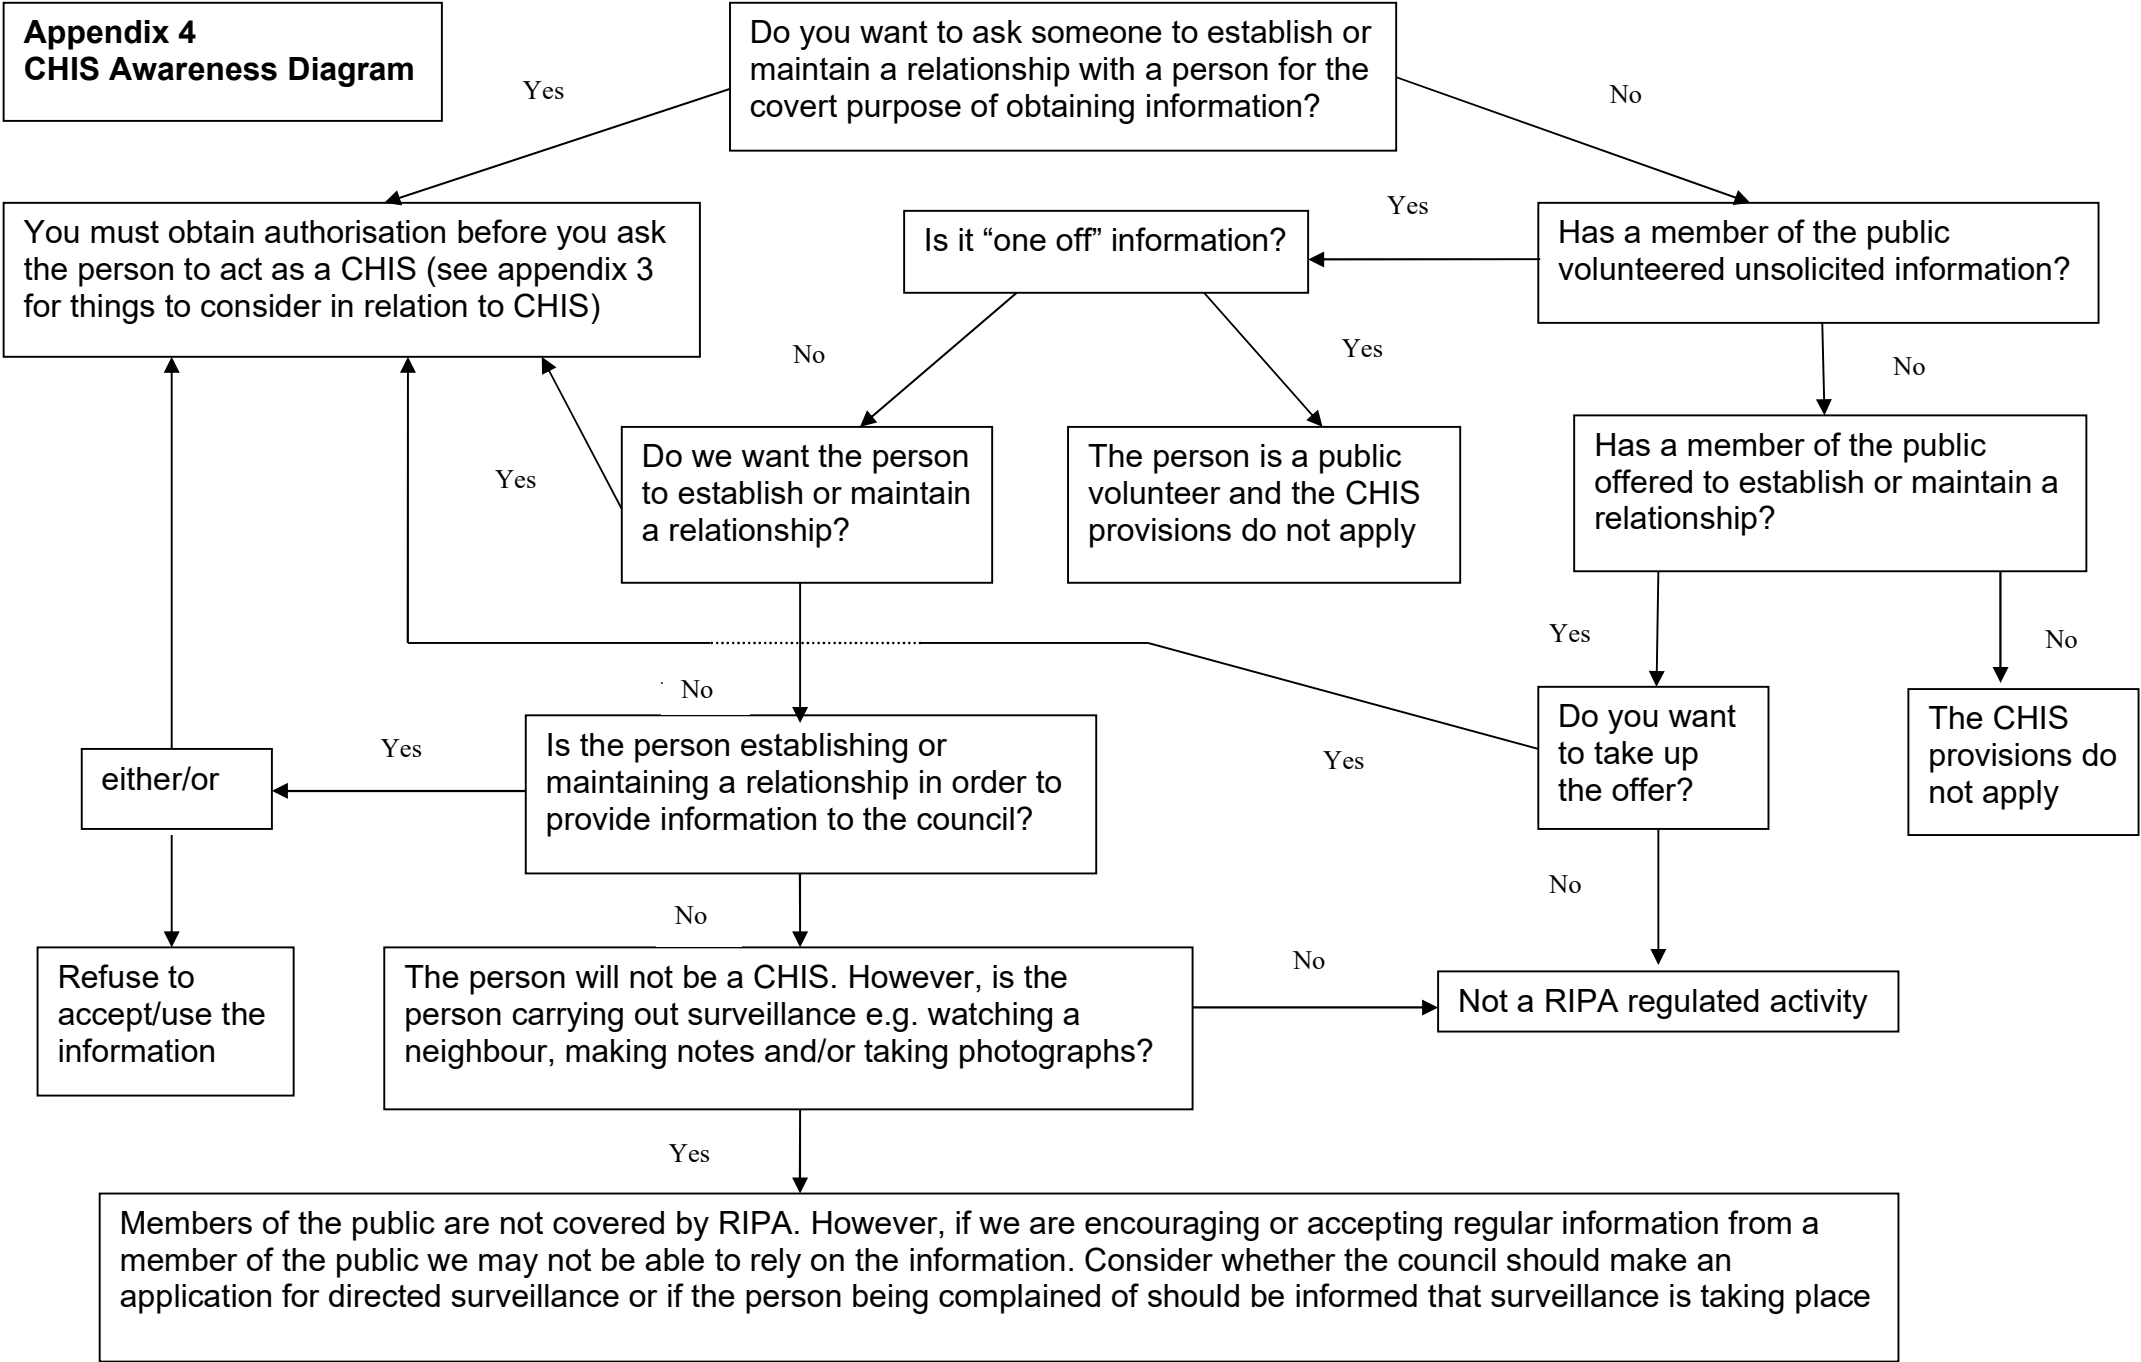 Appendix 4
CHIS Awareness Diagram
Do you want to ask someone to establish or
maintain a relationship with a person for the
covert purpose of obtaining information?
Yes
No
You must obtain authorisation before you ask
the person to act as a CHIS (see appendix 3
for things to consider in relation to CHIS)
Is it “one off” information?
Yes
Has a member of the public
volunteered unsolicited information?
No
Yes
No
Do we want the person
to establish or maintain
a relationship?
Yes
The person is a public
volunteer and the CHIS
provisions do not apply
Has a member of the public
offered to establish or maintain a
relationship?
Yes
No
No
Is the person establishing or
maintaining a relationship in order to
provide information to the council?
Yes
either/or
Yes
Do you want
to take up
the offer?
The CHIS
provisions do
not apply
No
No
Refuse to
accept/use the
information
The person will not be a CHIS. However, is the
person carrying out surveillance e.g. watching a
neighbour, making notes and/or taking photographs?
No
Not a RIPA regulated activity
Yes
Members of the public are not covered by RIPA. However, if we are encouraging or accepting regular information from a
member of the public we may not be able to rely on the information. Consider whether the council should make an
application for directed surveillance or if the person being complained of should be informed that surveillance is taking place